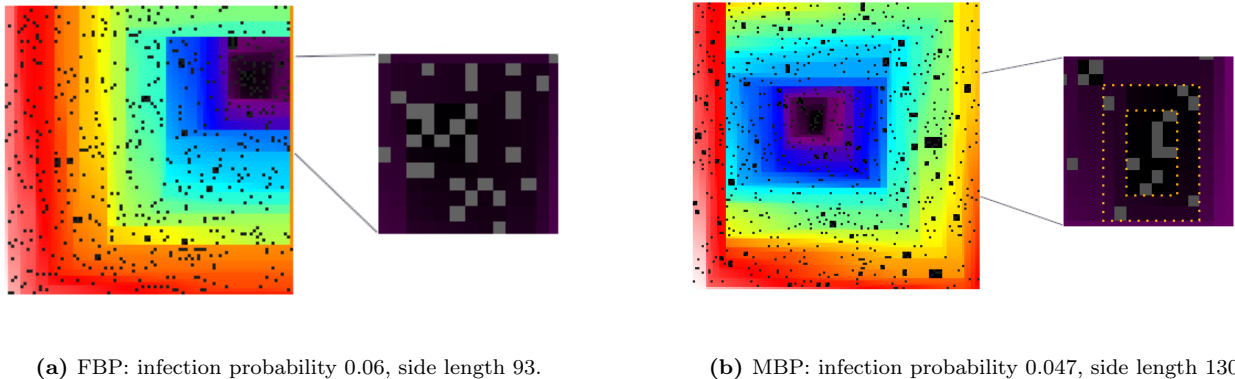 (a) FBP: infection probability 0.06, side length 93.
(b) MBP: infection probability 0.047, side length 130